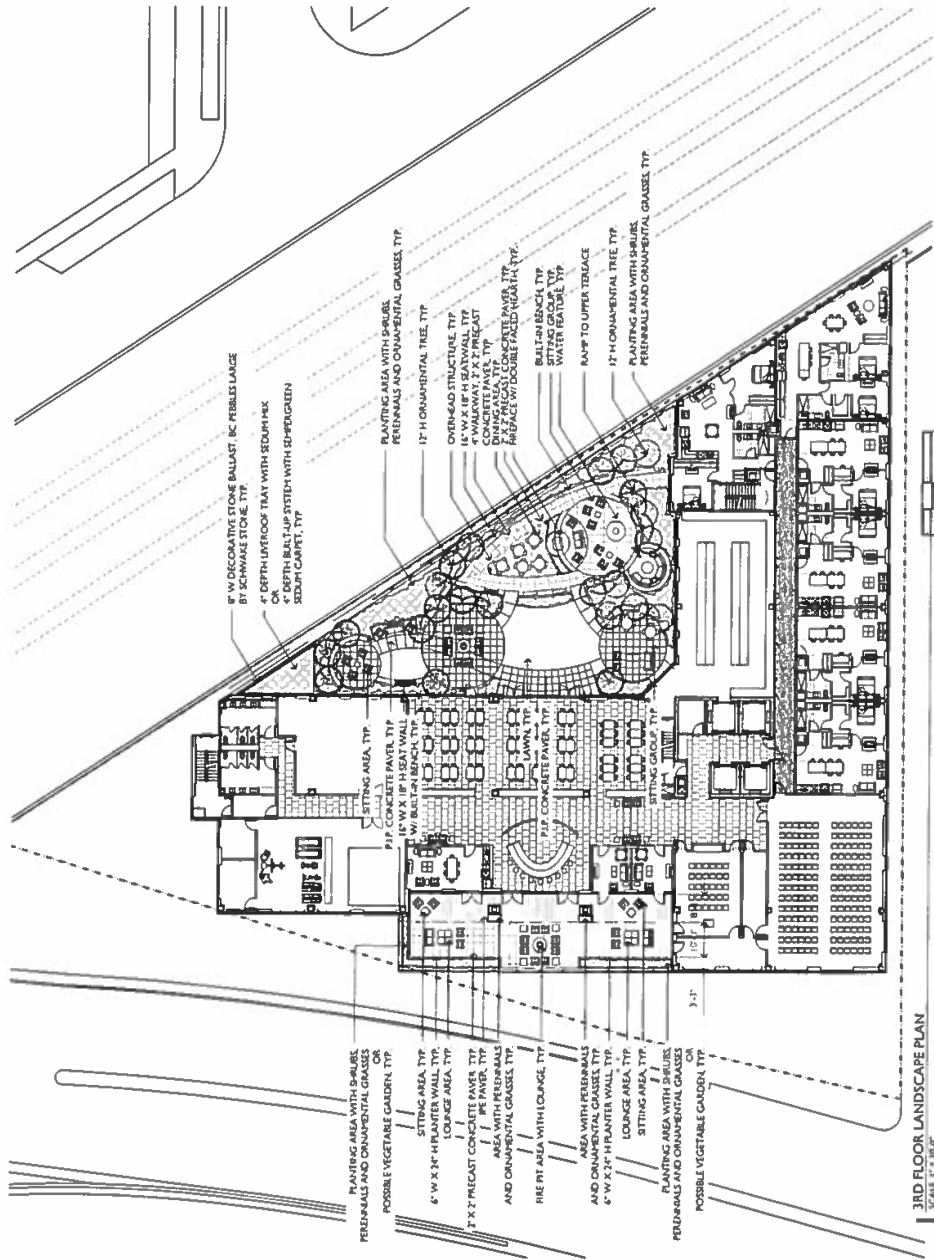 8" W DECORATIVE STONE BALLAST, BC PEBBLES LARGE
BY SCHWAKE STONE, TYP.
4" DEPTH LIVEROOF TRAY WITH SEDUM MIX
OR
4" DEPTH BUILT-UP SYSTEM WITH SEMPERGREEN
SEDUM CARPET, TYP
PLANTING AREA WITH SHRUBS,
PERENNIALS AND ORNAMENTAL GRASSES, TYP.
12' H ORNAMENTAL TREE, TYP
OVERHEAD STRUCTURE, TYP.
16" W X 18" H SEATWALL, TYP
4' WALKWAY, 2' X 2' PRECAST
CONCRETE PAVER, TYP
DINING AREA, TYP
2' X 2' PRECAST CONCRETE PAVER, TYP
FIREPLACE W/ DOUBLE FACED HEARTH, TYP.
BUILT-IN BENCH, TYP
SITTING GROUP, TYP.
WATER FEATURE, TYP
RAMP TO UPPER TEREACE
12' H ORNAMENTAL TREE, TYP.
PLANTING AREA WITH SHRUBS,
PERENNIALS AND ORNAMENTAL GRASSES, TYP.
SITTING AREA, TYP.
P.I.P. CONCRETE PAVER, TYP
16" W X 18" H SEAT WALL
W/ BUILT-IN BENCH, TYP.
LAWN, TYP.
P.I.P. CONCRETE PAVER, TYP
SITTING GROUP, TYP
PLANTING AREA WITH SHRUBS,
PERENNIALS AND ORNAMENTAL GRASSES
OR
POSSIBLE VEGETABLE GARDEN, TYP
SITTING AREA, TYP.
6" W X 24" H PLANTER WALL, TYP.
LOUNGE AREA, TYP
2' X 2' PRECAST CONCRETE PAVER, TYP
IPE PAVER, TYP
AREA WITH PERENNIALS
AND ORNAMENTAL GRASSES, TYP.
FIRE PIT AREA WITH LOUNGE, TYP
AREA WITH PERENNIALS
AND ORNAMENTAL GRASSES, TYP
6" W X 24" H PLANTER WALL, TYP.
LOUNGE AREA, TYP
SITTING AREA, TYP.
PLANTING AREA WITH SHRUBS,
PERENNIALS AND ORNAMENTAL GRASSES
OR
POSSIBLE VEGETABLE GARDEN, TYP
3RD FLOOR LANDSCAPE PLAN